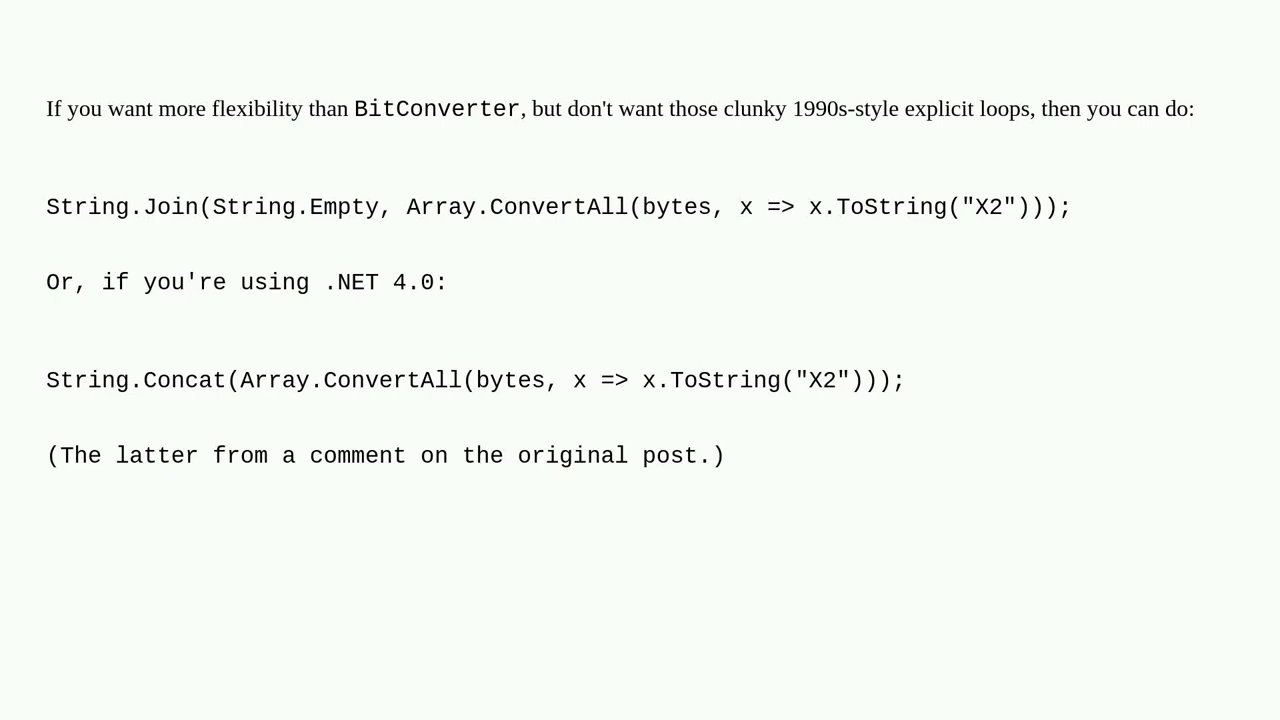 If you want more flexibility than BitConverter, but don't want those clunky 1990s-style explicit loops, then you can do:
String.Join(String.Empty, Array.ConvertAll(bytes, x => x.ToString("X2")));
Or, if you're using .NET 4.0:
String.Concat(Array.ConvertAll(bytes, x => x.ToString("X2")));
(The latter from a comment on the original post.)